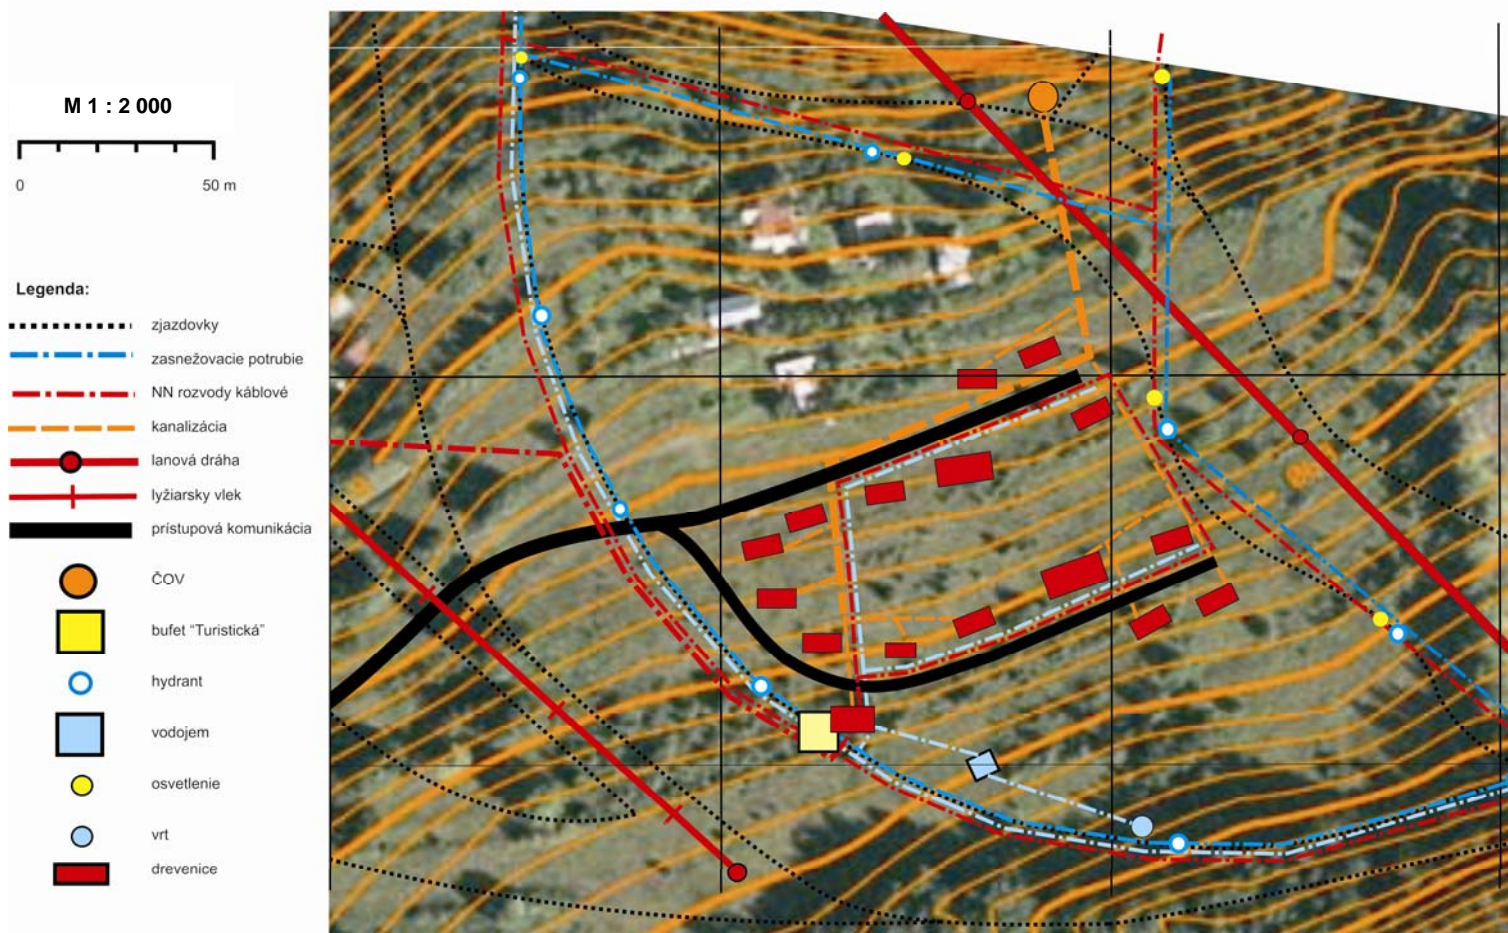 M 1 : 2 000
0 50 m
Legenda:
zjazdovky
zasnežovacie potrubie
NN rozvody káblové
kanalizácia
lanová dráha
lyžiarsky vlek
prístupová komunikácia
ČOV
bufet “Turistická”
hydrant
vodojem
osvetlenie
vrt
drevenice